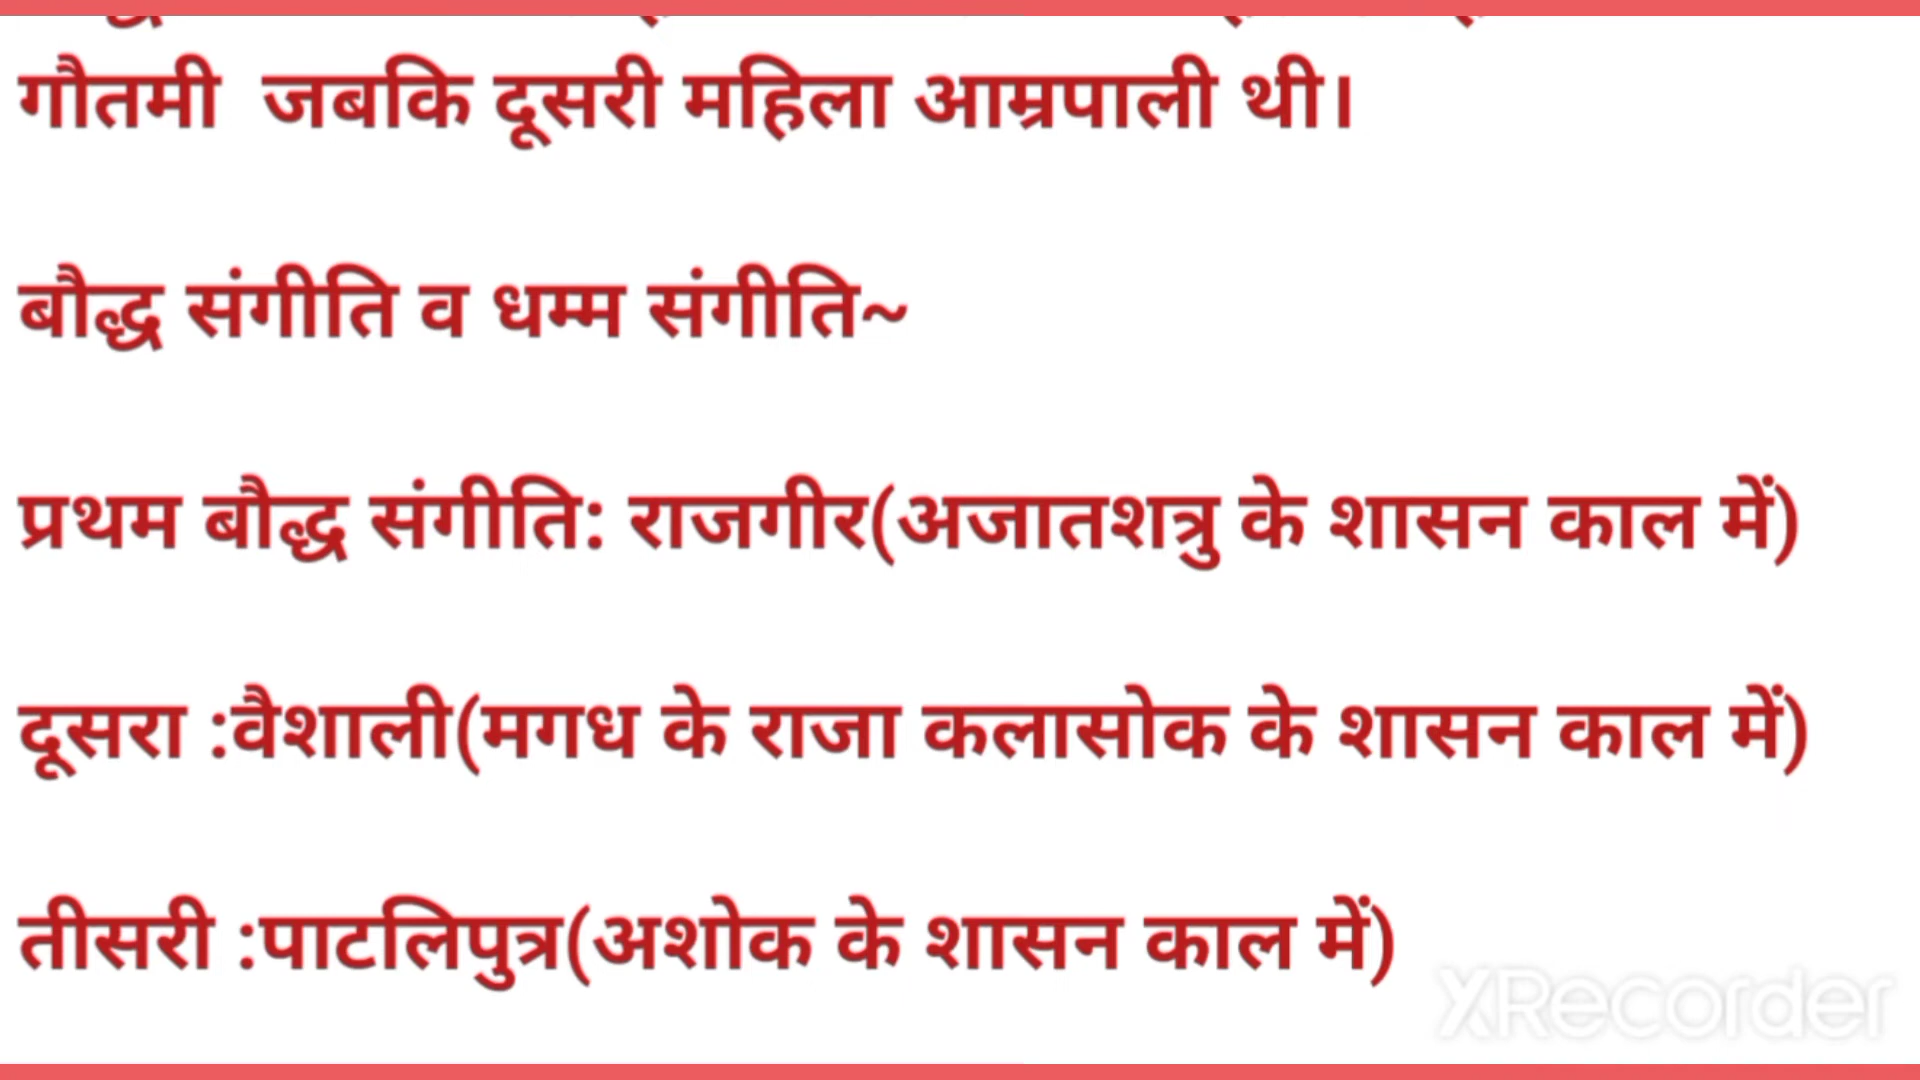 गौतमी जबकि दूसरी महिला आम्रपाली थी।
बौद्ध संगीति व धम्म संगीति~
प्रथम बौद्ध संगीति: राजगीर(अजातशत्रु के शासन काल में)
दूसरा :वैशाली(मगध के राजा कलासोक के शासन काल में)
तीसरी :पाटलिपुत्र(अशोक के शासन काल में)
XRecorder